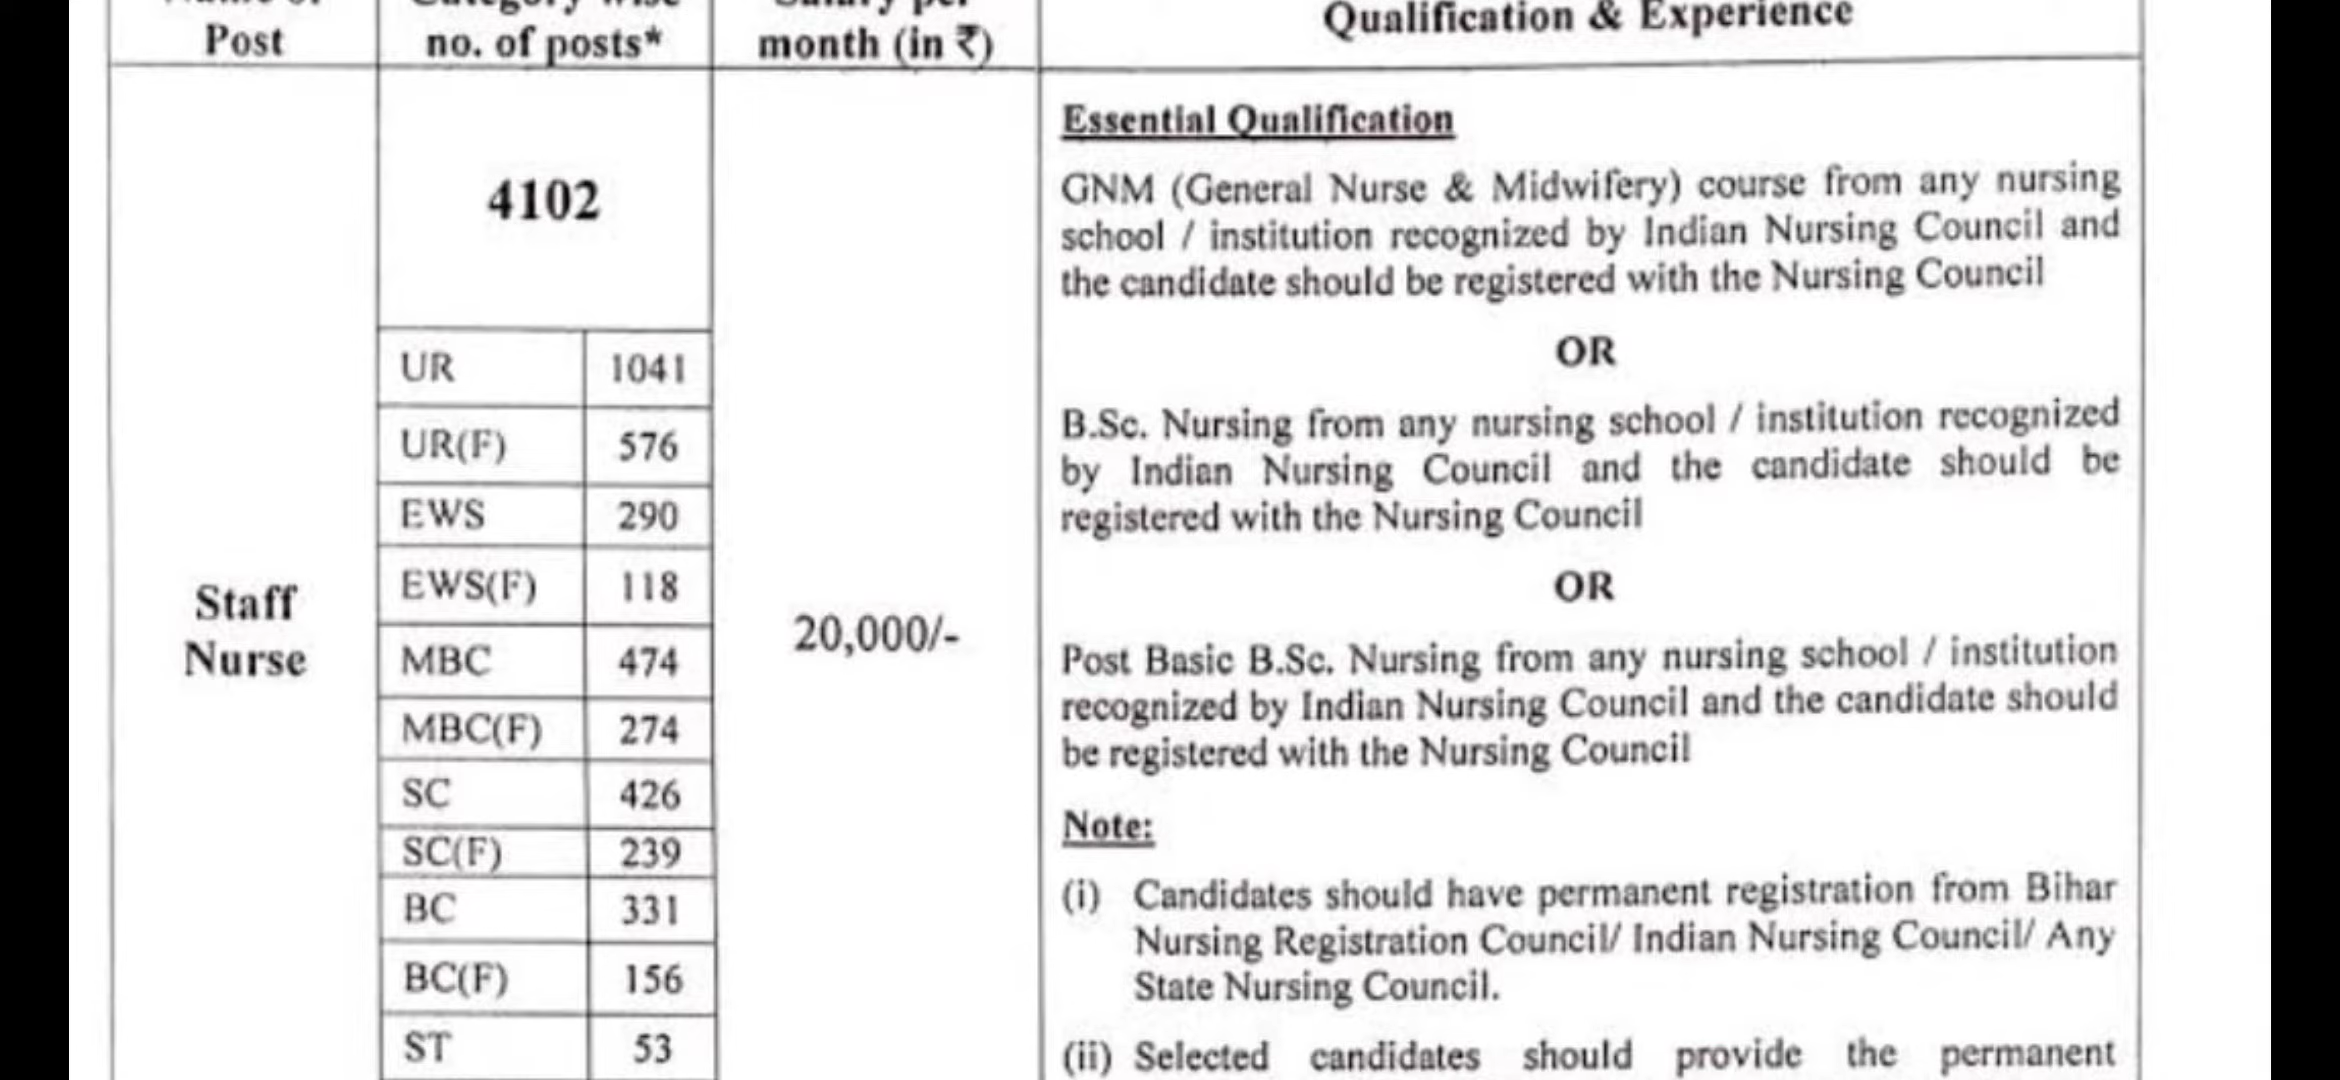 Post
no. of posts*
month (in ₹)
Qualification & Experience
Staff
Nurse
4102
UR 1041
UR(F) 576
EWS 290
EWS(F) 118
MBC 474
MBC(F) 274
SC 426
SC(F) 239
BC 331
BC(F) 156
ST 53
20,000/-
Essential Qualification
GNM (General Nurse & Midwifery) course from any nursing
school / institution recognized by Indian Nursing Council and
the candidate should be registered with the Nursing Council
OR
B.Sc. Nursing from any nursing school / institution recognized
by Indian Nursing Council and the candidate should be
registered with the Nursing Council
OR
Post Basic B.Sc. Nursing from any nursing school / institution
recognized by Indian Nursing Council and the candidate should
be registered with the Nursing Council
Note:
(i) Candidates should have permanent registration from Bihar
Nursing Registration Council/ Indian Nursing Council/ Any
State Nursing Council.
(ii) Selected candidates should provide the permanent